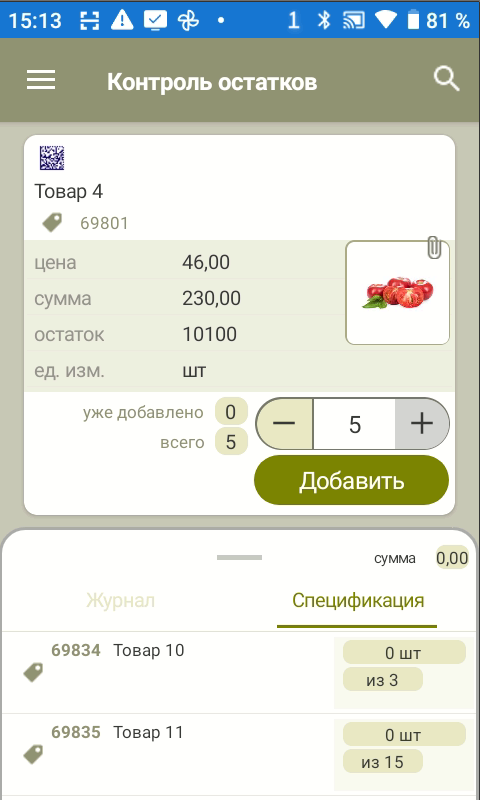 15:13 1 81 %
Контроль остатков
Товар 4
69801
цена 46,00
сумма 230,00
остаток 10100
ед. изм. шт
уже добавлено 0
всего 5
5
Добавить
сумма 0,00
Журнал Спецификация
69834 Товар 10 0 шт
из 3
69835 Товар 11 0 шт
из 15